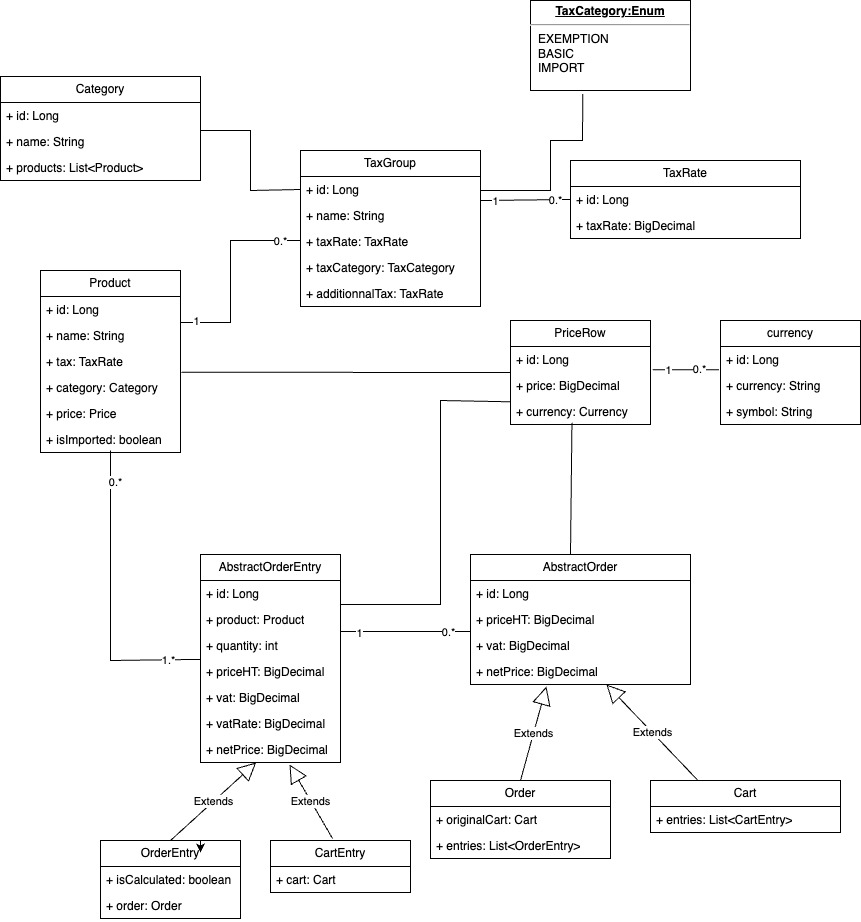 TaxCategory:Enum
EXEMPTION
BASIC
IMPORT
Category
+ id: Long
+ name: String
+ products: List<Product>
TaxGroup
+ id: Long
+ name: String
+ taxRate: TaxRate
+ taxCategory: TaxCategory
+ additionnalTax: TaxRate
1
0.*
TaxRate
+ id: Long
+ taxRate: BigDecimal
0.*
1
Product
+ id: Long
+ name: String
+ tax: TaxRate
+ category: Category
+ price: Price
+ isImported: boolean
PriceRow
+ id: Long
+ price: BigDecimal
+ currency: Currency
1
0.*
currency
+ id: Long
+ currency: String
+ symbol: String
0.*
1.*
AbstractOrderEntry
+ id: Long
+ product: Product
+ quantity: int
+ priceHT: BigDecimal
+ vat: BigDecimal
+ vatRate: BigDecimal
+ netPrice: BigDecimal
1
0.*
AbstractOrder
+ id: Long
+ priceHT: BigDecimal
+ vat: BigDecimal
+ netPrice: BigDecimal
Extends
Extends
Extends
Extends
Order
+ originalCart: Cart
+ entries: List<OrderEntry>
Cart
+ entries: List<CartEntry>
OrderEntry
+ isCalculated: boolean
+ order: Order
CartEntry
+ cart: Cart